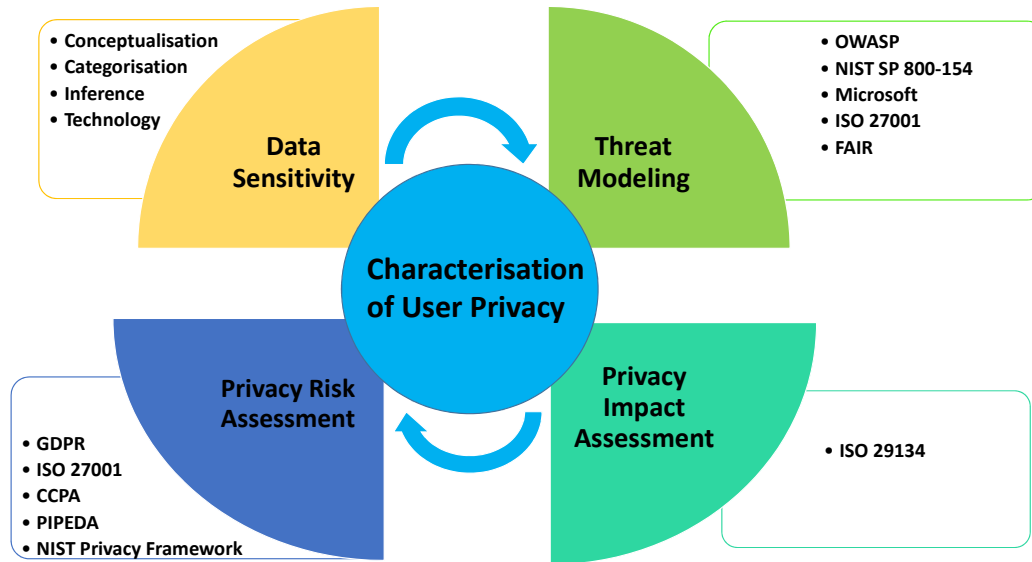 • Conceptualisation
• Categorisation
• Inference
• Technology
Data
Sensitivity
• OWASP
• NIST SP 800-154
• Microsoft
• ISO 27001
• FAIR
Threat
Modeling
Characterisation
of User Privacy
Privacy Risk
Assessment
• GDPR
• ISO 27001
• CCPA
• PIPEDA
• NIST Privacy Framework
Privacy
Impact
Assessment
• ISO 29134